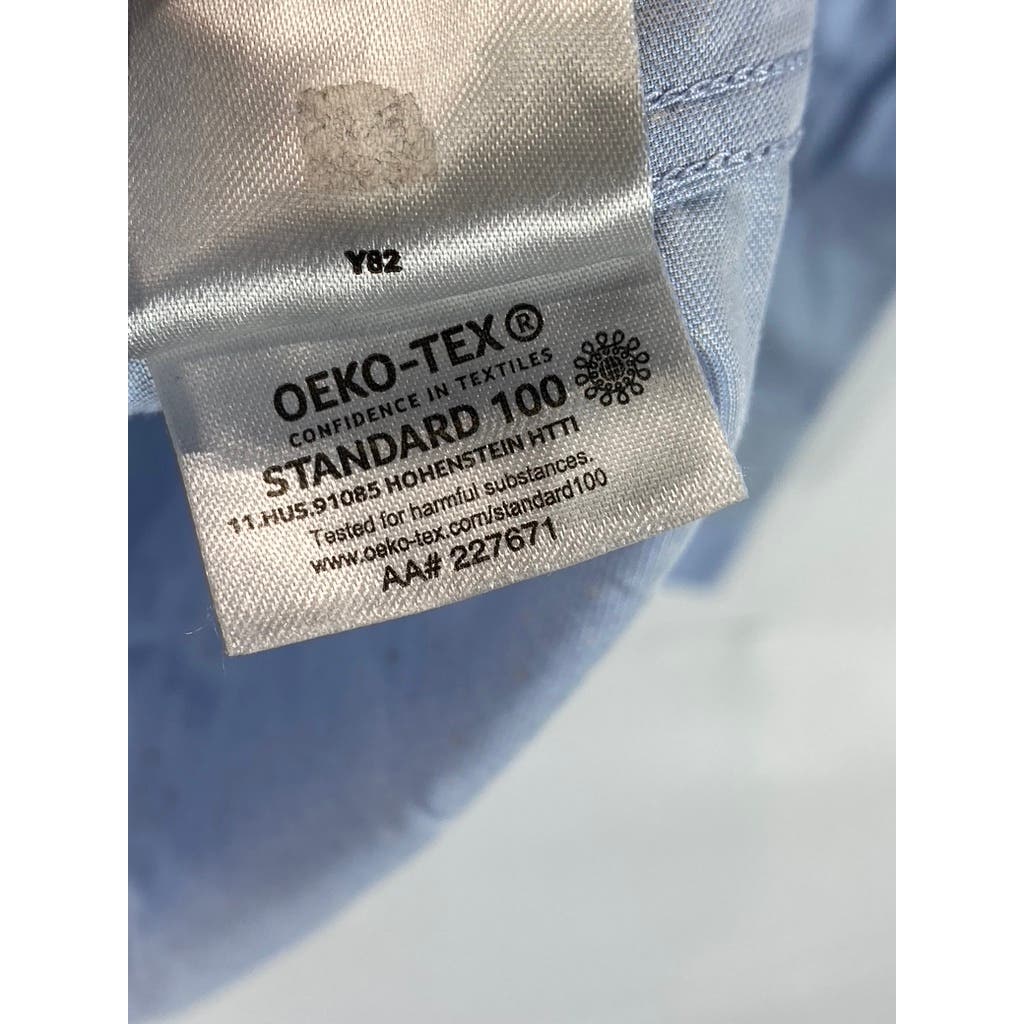 Y82
OEKO-TEX®
CONFIDENCE IN TEXTILES
STANDARD 100
11.HUS.91085 HOHENSTEIN HTTI
Tested for harmful substances.
www.oeko-tex.com/standard100
AA# 227671